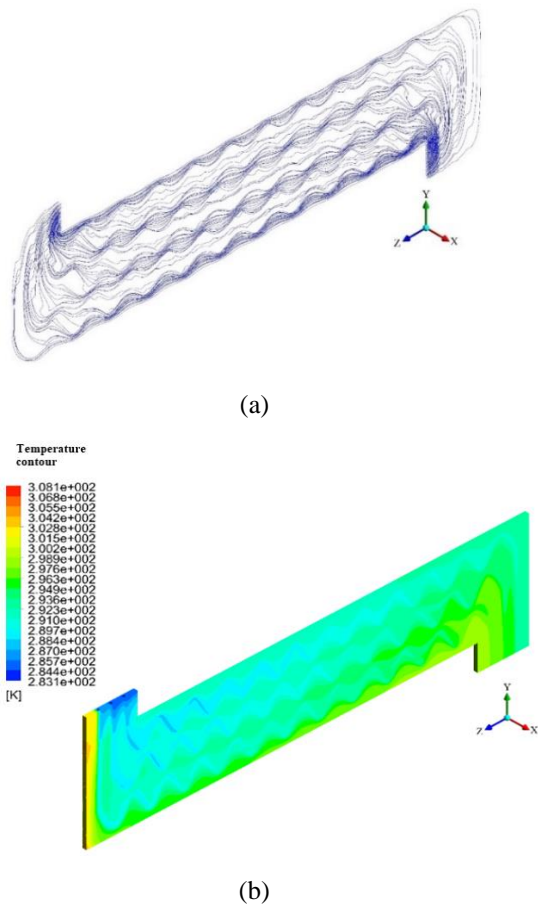 Y
Z
X
(a)
Temperature
contour
3.081e+002
3.068e+002
3.055e+002
3.042e+002
3.028e+002
3.015e+002
3.002e+002
2.989e+002
2.976e+002
2.963e+002
2.949e+002
2.936e+002
2.923e+002
2.910e+002
2.897e+002
2.884e+002
2.870e+002
2.857e+002
2.844e+002
2.831e+002
[K]
Y
Z
X
(b)